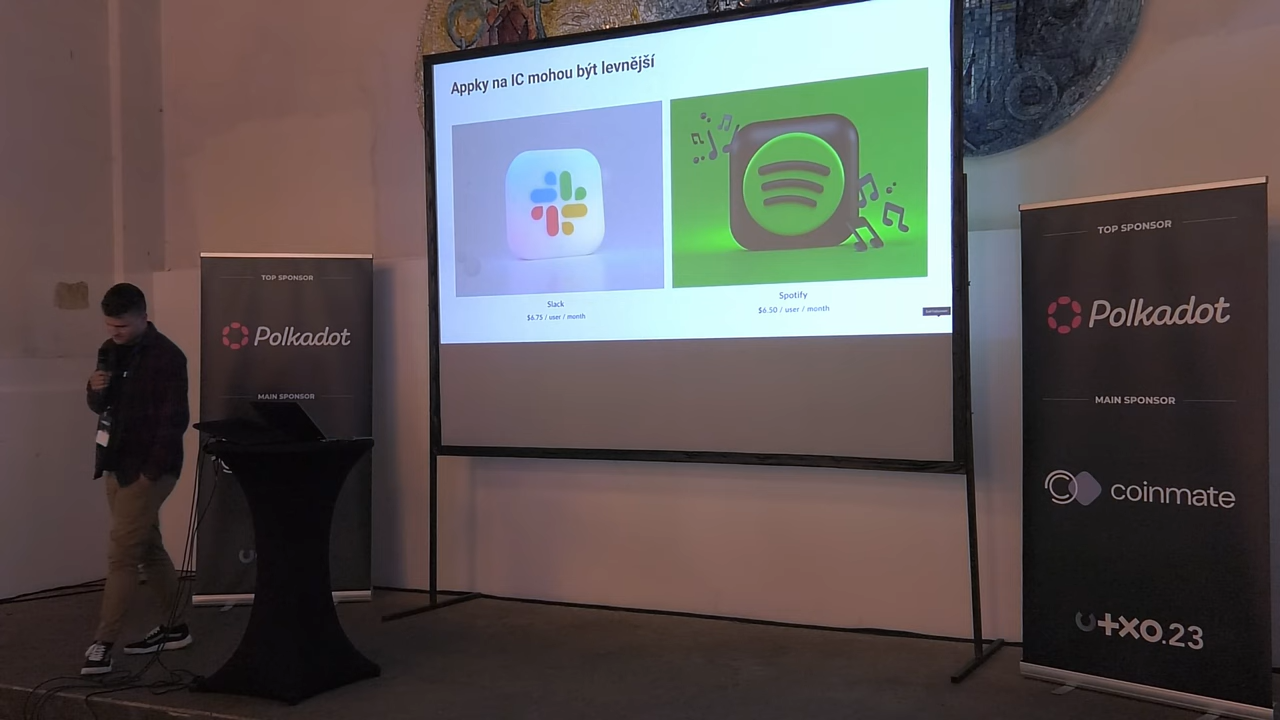 Appky na IC mohou být levnější
Slack
$6.75 / user / month
Spotify
$6.50 / user / month
TOP SPONSOR
Polkadot
MAIN SPONSOR
TOP SPONSOR
Polkadot
MAIN SPONSOR
coinmate
utxo.23